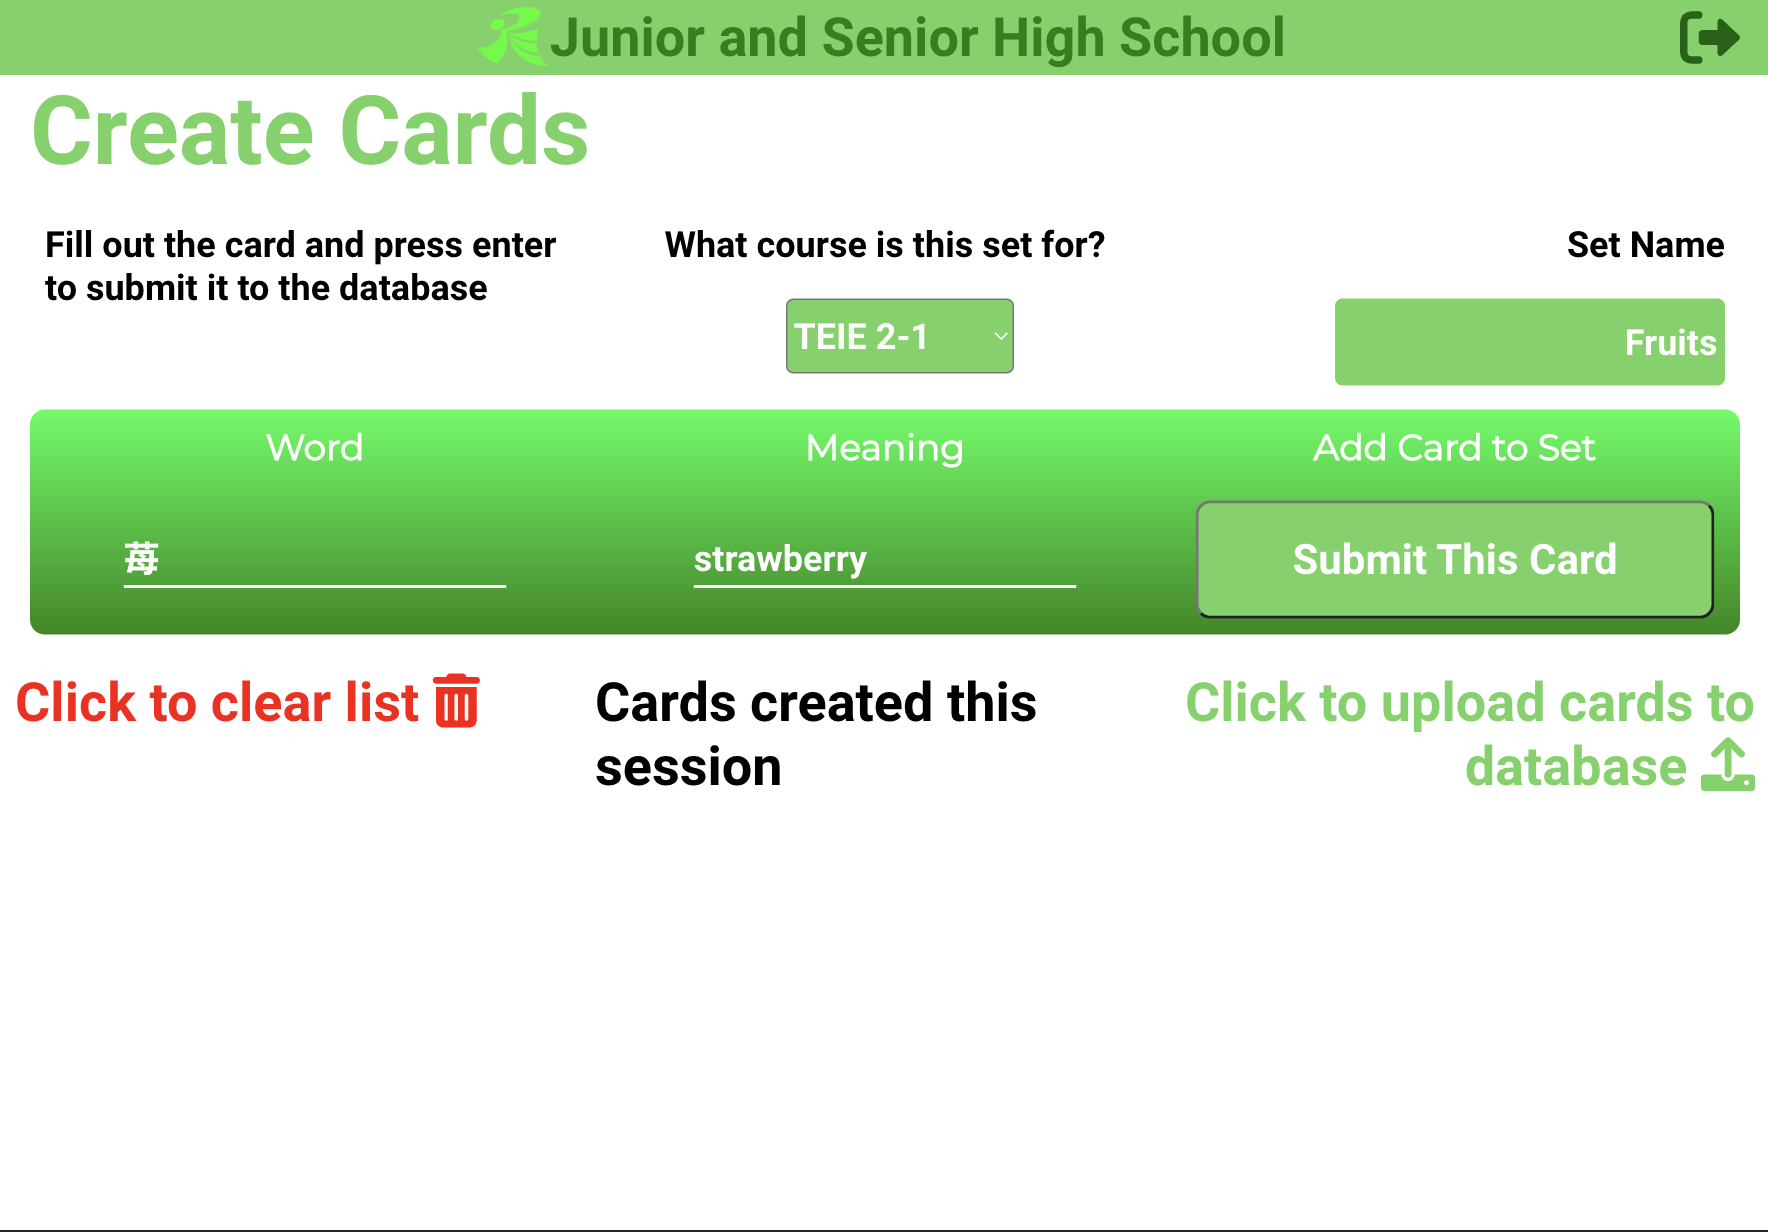 Junior and Senior High School
Create Cards
Fill out the card and press enter
to submit it to the database
What course is this set for?
TEIE 2-1
Set Name
Fruits
Word
Meaning
Add Card to Set
苺
strawberry
Submit This Card
Click to clear list
Cards created this
session
Click to upload cards to
database